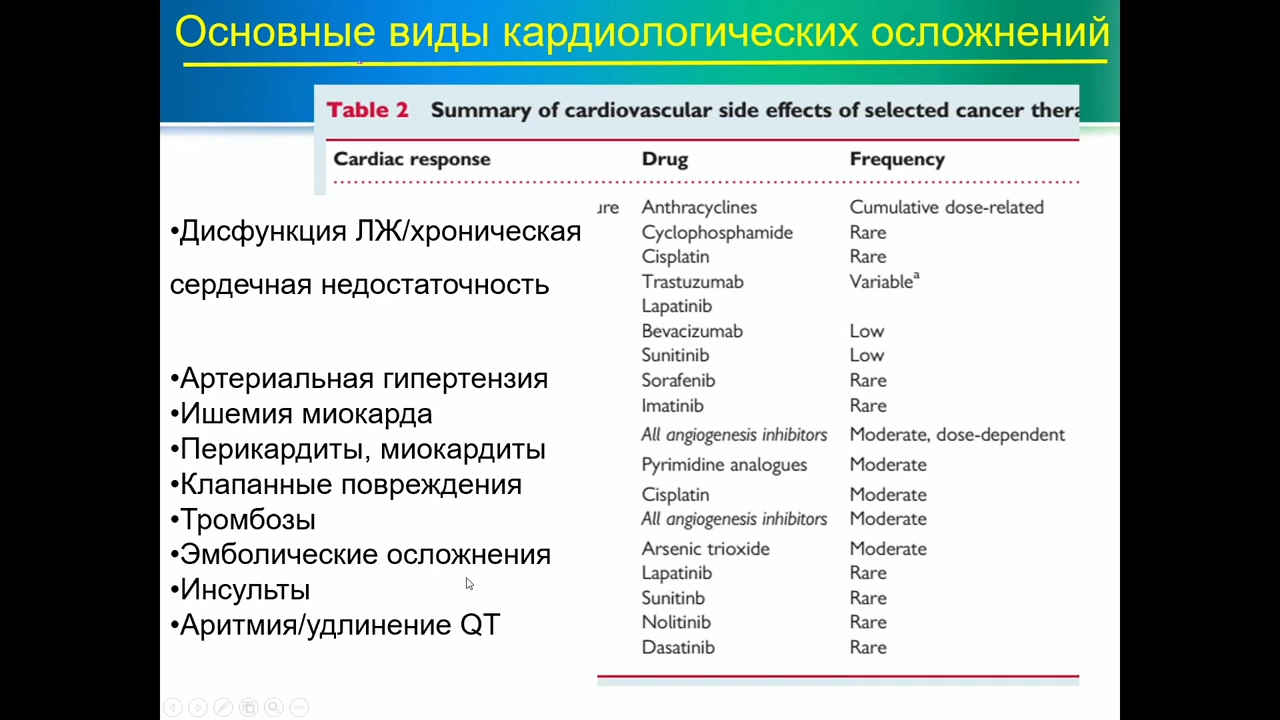 Основные виды кардиологических осложнений
Table 2 Summary of cardiovascular side effects of selected cancer thera
Cardiac response Drug Frequency
ure Anthracyclines Cumulative dose-related
•Дисфункция ЛЖ/хроническая
сердечная недостаточность
Cyclophosphamide Rare
Cisplatin Rare
Trastuzumab Variableª
Lapatinib
Bevacizumab Low
Sunitinib Low
Sorafenib Rare
Imatinib Rare
All angiogenesis inhibitors Moderate, dose-dependent
Pyrimidine analogues Moderate
Cisplatin Moderate
All angiogenesis inhibitors Moderate
Arsenic trioxide Moderate
Lapatinib Rare
Sunitinb Rare
Nolitinib Rare
Dasatinib Rare
•Артериальная гипертензия
•Ишемия миокарда
•Перикардиты, миокардиты
•Клапанные повреждения
•Тромбозы
•Эмболические осложнения
•Инсульты
•Аритмия/удлинение QT